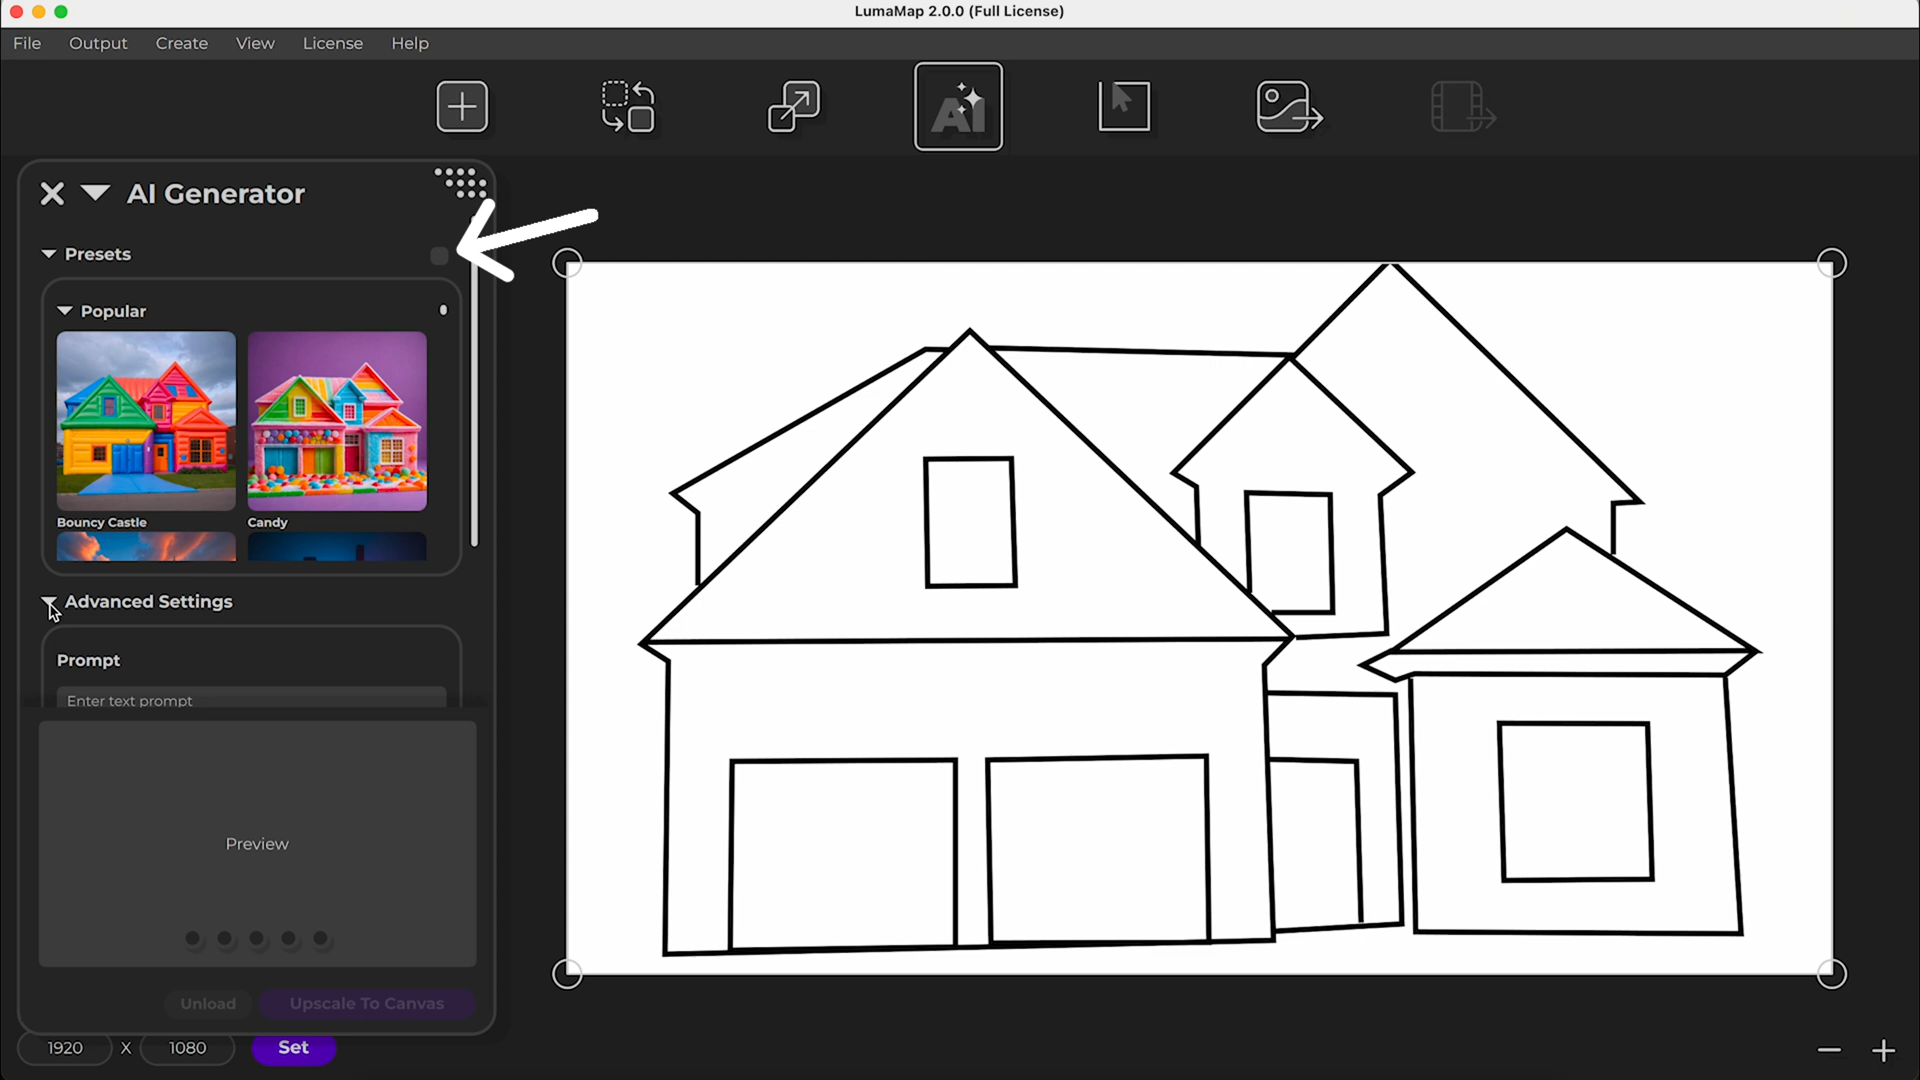 LumaMap 2.0.0 (Full License)
File Output Create View License Help
AI
AI Generator
Presets
Popular
Bouncy Castle Candy
Advanced Settings
Prompt
Enter text prompt
Preview
Unload Upscale To Canvas
1920 X 1080 Set